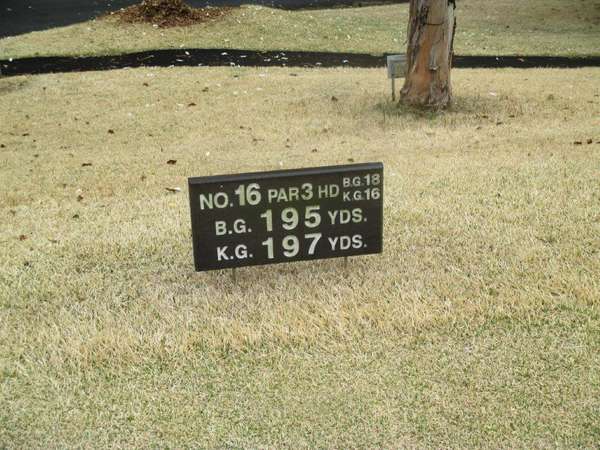 NO.16 PAR3 HD B.G.18
K.G.16
B.G. 195 YDS.
K.G. 197 YDS.